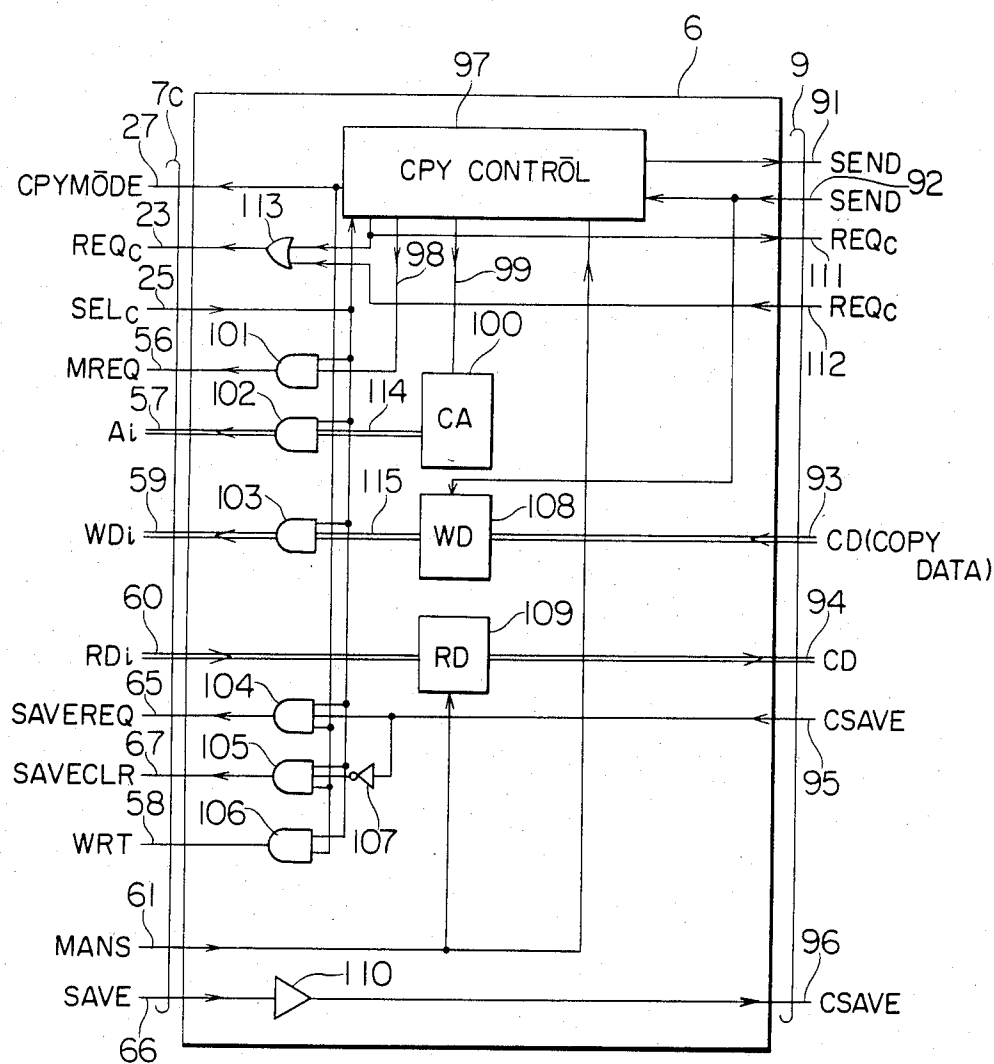 6
97
9
7C
91
27
CPY CONTRŌL
SEND
CPYMŌDE
92
SEND
23
113
REQC
98
REQC
111
25
99
SELC
REQC
112
56
101
100
MREQ
57
102
114
CA
Ai
59
103
115
108
93
WDi
WD
CD(COPY
DATA)
60
109
94
RDi
RD
CD
65
104
SAVEREQ
CSAVE
95
67
105
SAVECLR
58
106
107
WRT
61
MANS
96
110
SAVE
CSAVE
66